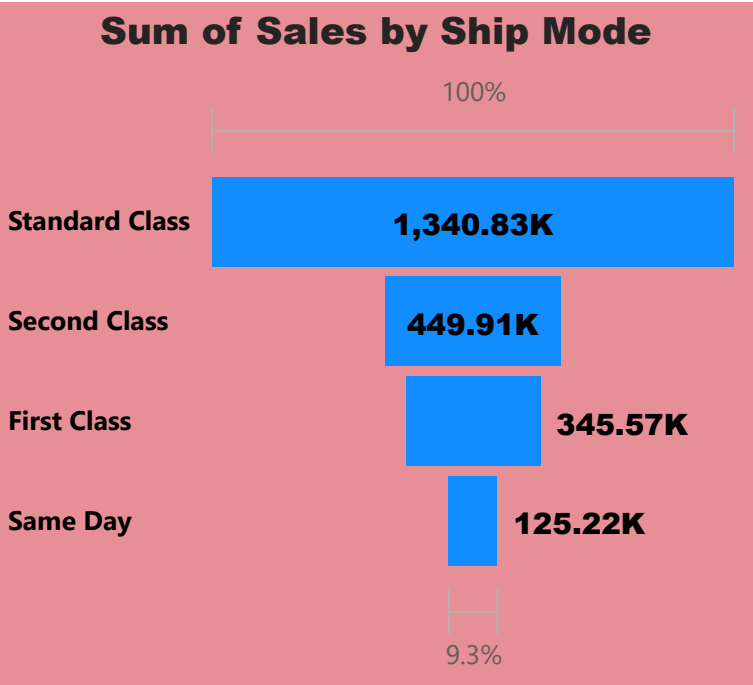 Sum of Sales by Ship Mode
100%
Standard Class 1,340.83K
Second Class 449.91K
First Class 345.57K
Same Day 125.22K
9.3%